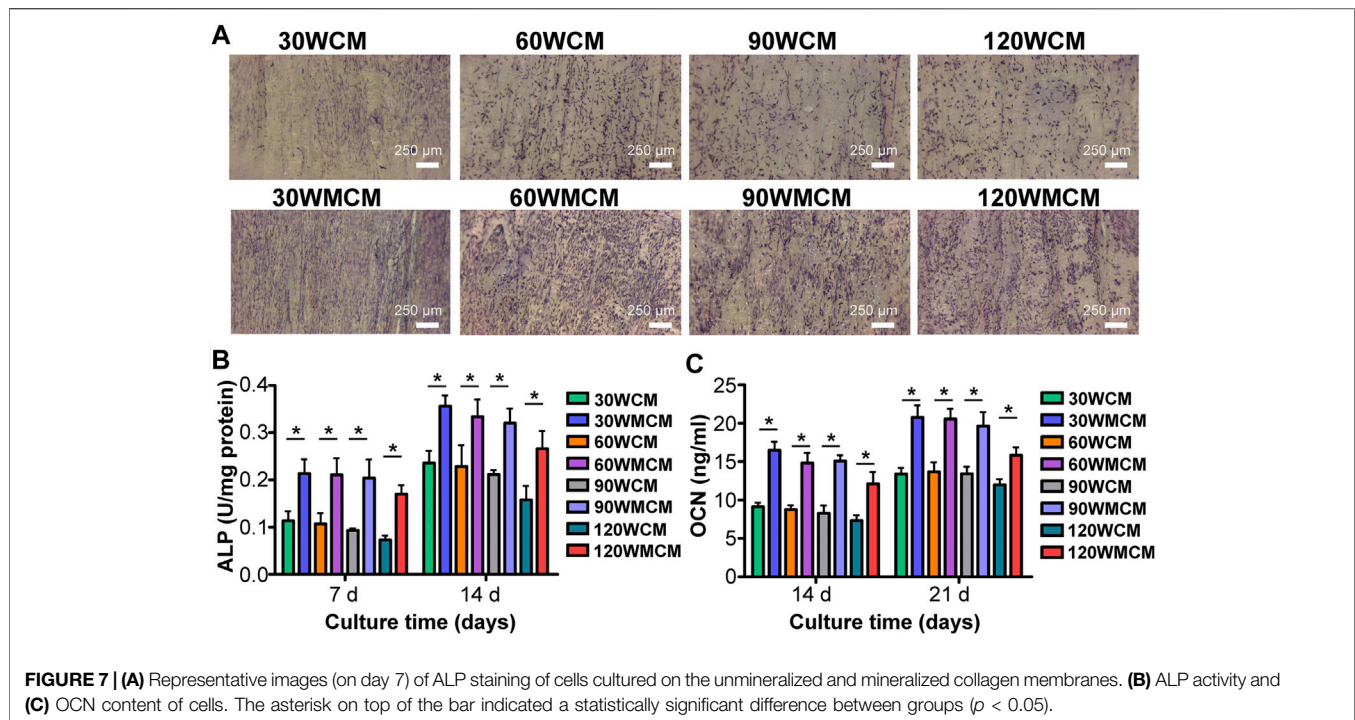 A
30WCM 60WCM 90WCM 120WCM
250 µm 250 µm 250 µm 250 µm
30WMCM 60WMCM 90WMCM 120WMCM
250 µm 250 µm 250 µm 250 µm
B
ALP (U/mg protein)
0.4
0.3
0.2
0.1
0.0
* * * * * * * *
7 d 14 d
Culture time (days)
30WCM
30WMCM
60WCM
60WMCM
90WCM
90WMCM
120WCM
120WMCM
C
OCN (ng/ml)
25
20
15
10
5
0
* * * * * * * *
14 d 21 d
Culture time (days)
30WCM
30WMCM
60WCM
60WMCM
90WCM
90WMCM
120WCM
120WMCM
FIGURE 7 | (A) Representative images (on day 7) of ALP staining of cells cultured on the unmineralized and mineralized collagen membranes. (B) ALP activity and
(C) OCN content of cells. The asterisk on top of the bar indicated a statistically significant difference between groups (p < 0.05).